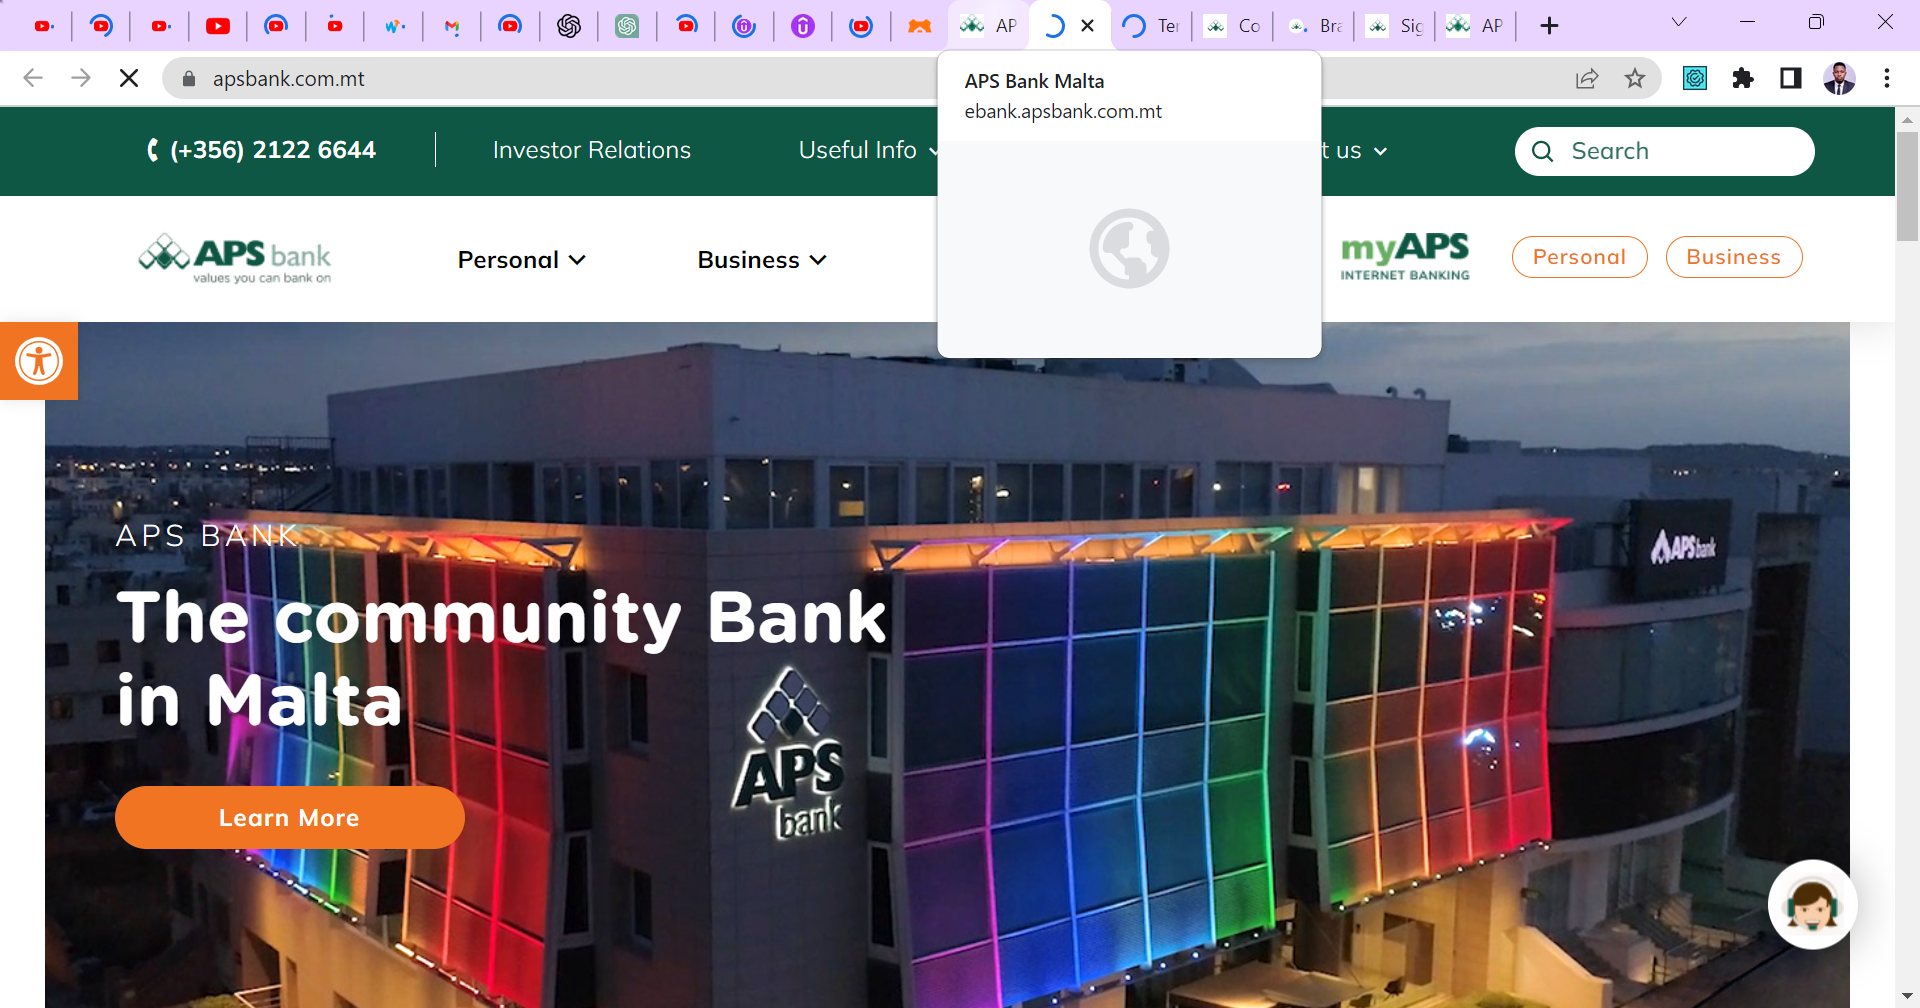 AP
Ter
Co
Bra
Sig
AP
apsbank.com.mt
APS Bank Malta
ebank.apsbank.com.mt
(+356) 2122 6644
Investor Relations
Useful Info
t us
Search
APS bank
values you can bank on
Personal
Business
myAPS
INTERNET BANKING
Personal
Business
APS BANK
The community Bank
in Malta
Learn More
APS
bank
APS bank